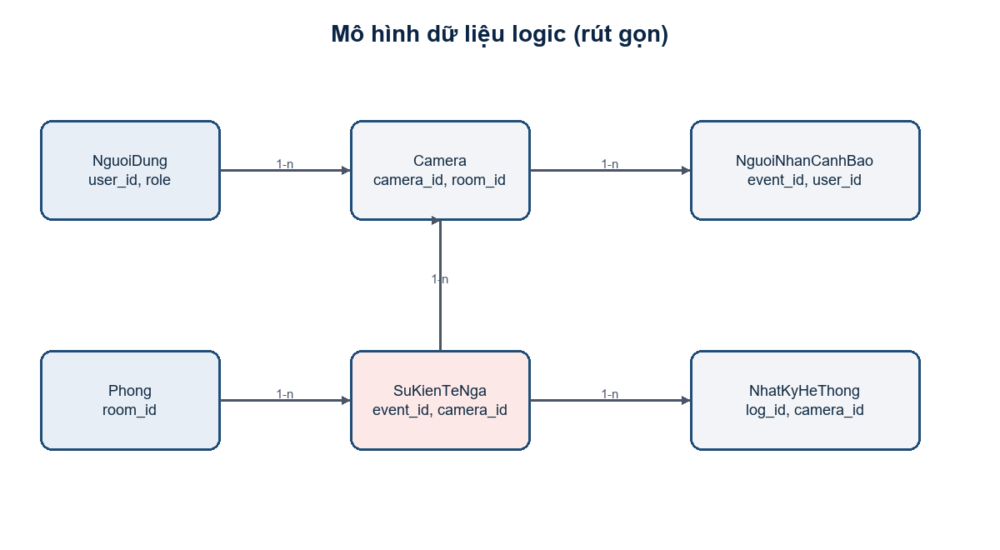 Mô hình dữ liệu logic (rút gọn)
NguoiDung
user_id, role
1-n
Camera
camera_id, room_id
1-n
NguoiNhanCanhBao
event_id, user_id
1-n
Phong
room_id
1-n
SuKienTeNga
event_id, camera_id
1-n
NhatKyHeThong
log_id, camera_id